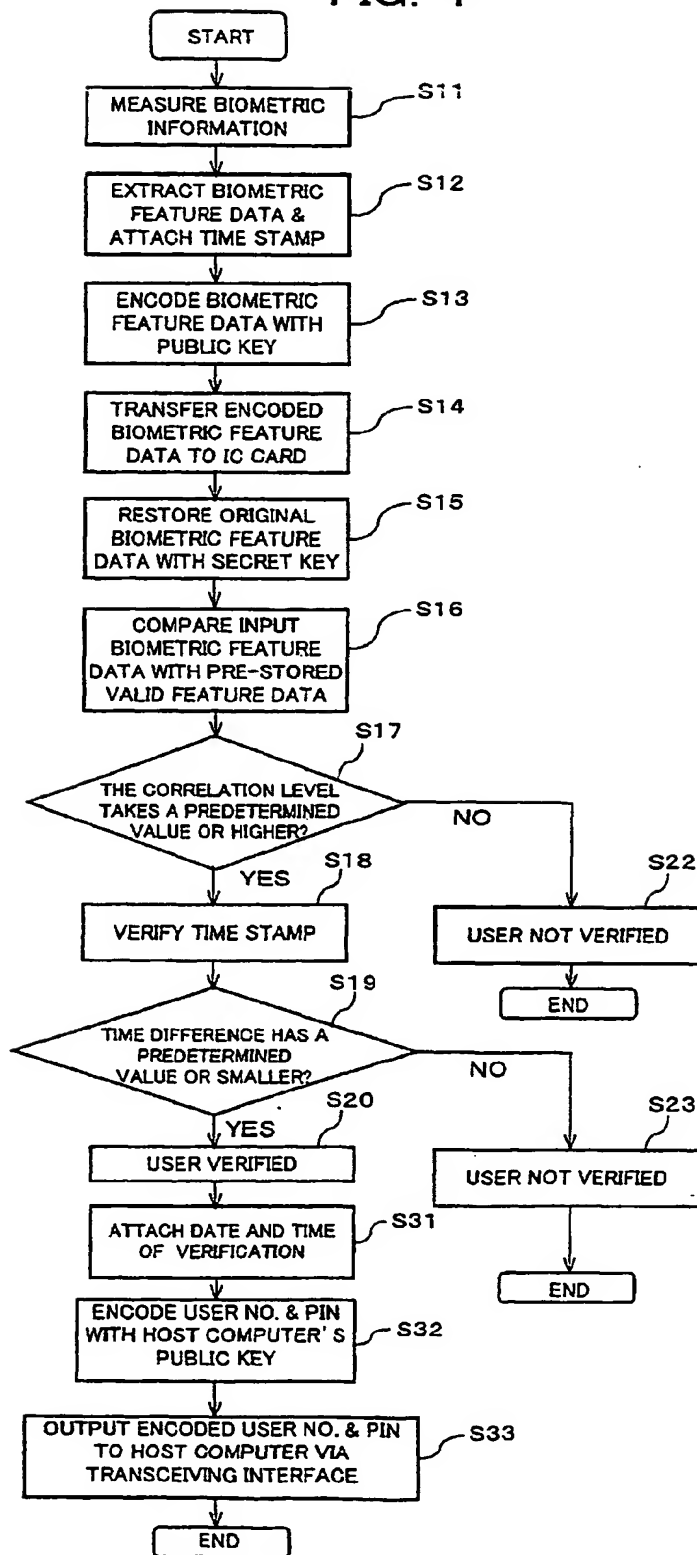 START
MEASURE BIOMETRIC
INFORMATION
S11
EXTRACT BIOMETRIC
FEATURE DATA &
ATTACH TIME STAMP
S12
ENCODE BIOMETRIC
FEATURE DATA WITH
PUBLIC KEY
S13
TRANSFER ENCODED
BIOMETRIC FEATURE
DATA TO IC CARD
S14
RESTORE ORIGINAL
BIOMETRIC FEATURE
DATA WITH SECRET KEY
S15
COMPARE INPUT
BIOMETRIC FEATURE
DATA WITH PRE-STORED
VALID FEATURE DATA
S16
S17
THE CORRELATION LEVEL
TAKES A PREDETERMINED
VALUE OR HIGHER?
NO
YES
S18
VERIFY TIME STAMP
S22
USER NOT VERIFIED
END
S19
TIME DIFFERENCE HAS A
PREDETERMINED
VALUE OR SMALLER?
NO
YES
S20
USER VERIFIED
S23
USER NOT VERIFIED
END
ATTACH DATE AND TIME
OF VERIFICATION
S31
ENCODE USER NO. & PIN
WITH HOST COMPUTER'S
PUBLIC KEY
S32
OUTPUT ENCODED USER NO. & PIN
TO HOST COMPUTER VIA
TRANSCEIVING INTERFACE
S33
END